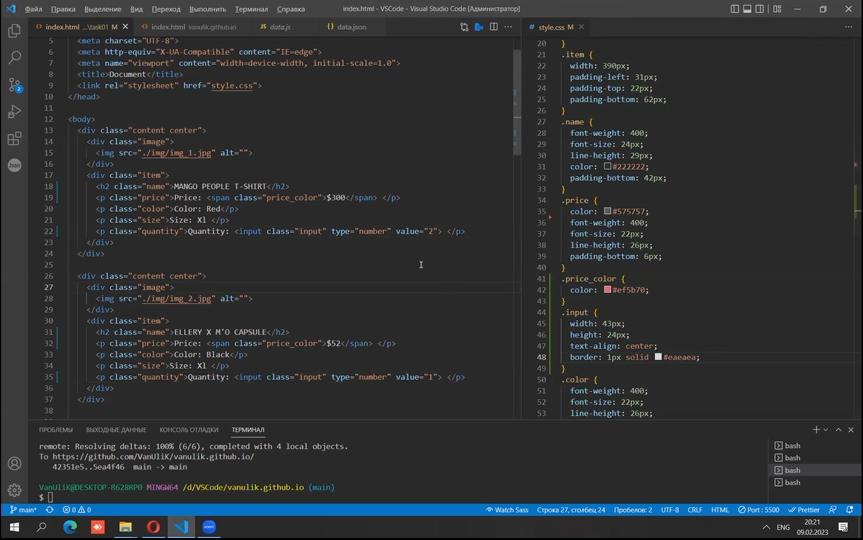 Файл Правка Выделение Вид Переход Выполнить Терминал Справка
index.html - VSCode - Visual Studio Code [Администратор]
index.html ...\task01
index.html vanulik.github.io
data.js
data.json
style.css
5 <meta charset="UTF-8">
6 <meta http-equiv="X-UA-Compatible" content="IE=edge">
7 <meta name="viewport" content="width=device-width, initial-scale=1.0">
8 <title>Document</title>
9 <link rel="stylesheet" href="style.css">
10 </head>
11
12 <body>
13 <div class="content center">
14 <div class="image">
15 <img src="./img/img_1.jpg" alt="">
16 </div>
17 <div class="item">
18 <h2 class="name">MANGO PEOPLE T-SHIRT</h2>
19 <p class="price">Price: <span class="price_color">$300</span> </p>
20 <p class="color">Color: Red</p>
21 <p class="size">Size: Xl </p>
22 <p class="quantity">Quantity: <input class="input" type="number" value="2"> </p>
23 </div>
24 </div>
25
26 <div class="content center">
27 <div class="image">
28 <img src="./img/img_2.jpg" alt="">
29 </div>
30 <div class="item">
31 <h2 class="name">ELLERY X M'O CAPSULE</h2>
32 <p class="price">Price: <span class="price_color">$52</span> </p>
33 <p class="color">Color: Black</p>
34 <p class="size">Size: Xl </p>
35 <p class="quantity">Quantity: <input class="input" type="number" value="1"> </p>
36 </div>
37 </div>
38
20 }
21 .item {
22 width: 390px;
23 padding-left: 31px;
24 padding-top: 22px;
25 padding-bottom: 62px;
26 }
27 .name {
28 font-weight: 400;
29 font-size: 24px;
30 line-height: 29px;
31 color: #222222;
32 padding-bottom: 42px;
33 }
34 .price {
35 color: #575757;
36 font-weight: 400;
37 font-size: 22px;
38 line-height: 26px;
39 padding-bottom: 6px;
40 }
41 .price_color {
42 color: #ef5b70;
43 }
44 .input {
45 width: 43px;
46 height: 24px;
47 text-align: center;
48 border: 1px solid #eaeaea;
49 }
50 .color {
51 font-weight: 400;
52 font-size: 22px;
53 line-height: 26px;
ПРОБЛЕМЫ ВЫХОДНЫЕ ДАННЫЕ КОНСОЛЬ ОТЛАДКИ ТЕРМИНАЛ
remote: Resolving deltas: 100% (6/6), completed with 4 local objects.
To https://github.com/VanUliK/vanulik.github.io/
42351e5..5ea4f46 main -> main
VanUliK@DESKTOP-R628RP0 MINGW64 /d/VSCode/vanulik.github.io (main)
$
bash
bash
bash
bash
2
Json
main* 0 0 Watch Sass Строка 27, столбец 24 Пробелов: 2 UTF-8 CRLF HTML Port : 5500 Prettier
ENG
20:21
09.02.2023